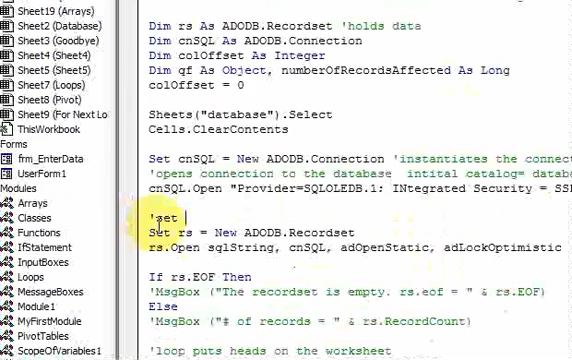 Sheet19 (Arrays)
Sheet2 (Database)
Sheet3 (Goodbye)
Sheet4 (Sheet4)
Sheet5 (Sheet5)
Sheet7 (Loops)
Sheet8 (Pivot)
Sheet9 (For Next Lo
ThisWorkbook
Forms
frm_EnterData
UserForm1
Modules
Arrays
Classes
Functions
IfStatement
InputBoxes
Loops
MessageBoxes
Module1
MyFirstModule
PivotTables
ScopeOfVariables1
Dim rs As ADODB.Recordset 'holds data
Dim cnSQL As ADODB.Connection
Dim colOffset As Integer
Dim qf As Object, numberOfRecordsAffected As Long
colOffset = 0
Sheets("database").Select
Cells.ClearContents
Set cnSQL = New ADODB.Connection 'instantiates the connect
'opens connection to the database  intital catalog= databa
cnSQL.Open "Provider=SQLOLEDB.1: INtegrated Security = SS
'set
Set rs = New ADODB.Recordset
rs.Open sqlString, cnSQL, adOpenStatic, adLockOptimistic
If rs.EOF Then
'MsgBox ("The recordset is empty. rs.eof = " & rs.EOF)
Else
'MsgBox ("# of records = " & rs.RecordCount)
'loop puts heads on the worksheet